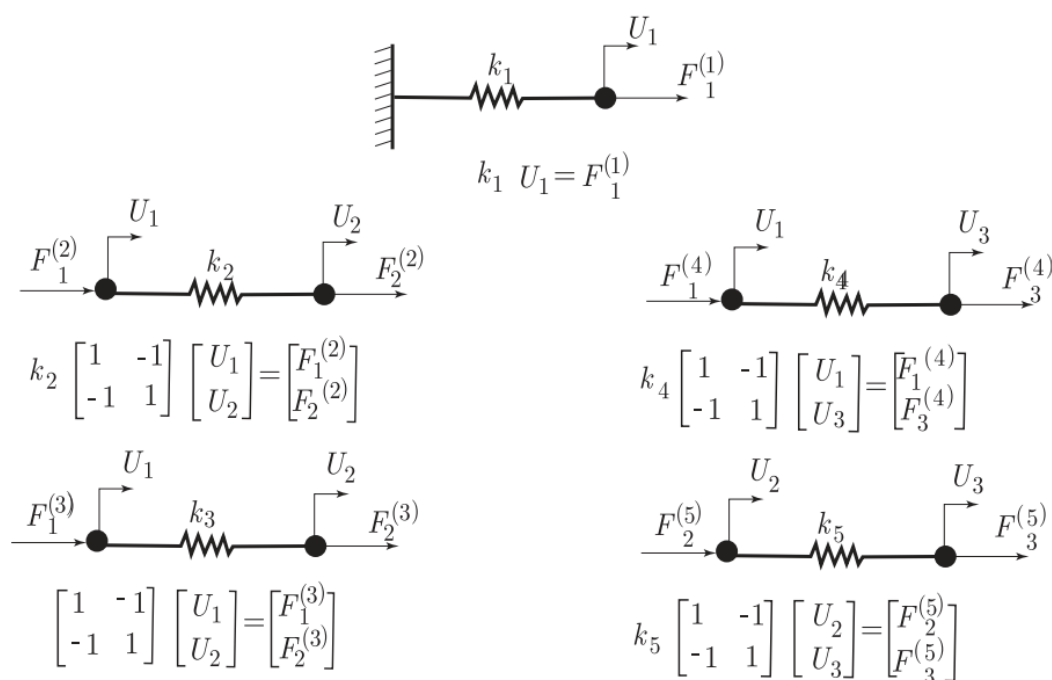 U₁
k₁
F₁⁽¹⁾
k₁ U₁ = F₁⁽¹⁾
U₁ U₂
F₁⁽²⁾ k₂ F₂⁽²⁾
k₂ [1 -1; -1 1] [U₁; U₂] = [F₁⁽²⁾; F₂⁽²⁾]
U₁ U₃
F₁⁽⁴⁾ k₄ F₃⁽⁴⁾
k₄ [1 -1; -1 1] [U₁; U₃] = [F₁⁽⁴⁾; F₃⁽⁴⁾]
U₁ U₂
F₁⁽³⁾ k₃ F₂⁽³⁾
[1 -1; -1 1] [U₁; U₂] = [F₁⁽³⁾; F₂⁽³⁾]
U₂ U₃
F₂⁽⁵⁾ k₅ F₃⁽⁵⁾
k₅ [1 -1; -1 1] [U₂; U₃] = [F₂⁽⁵⁾; F₃⁽⁵⁾]